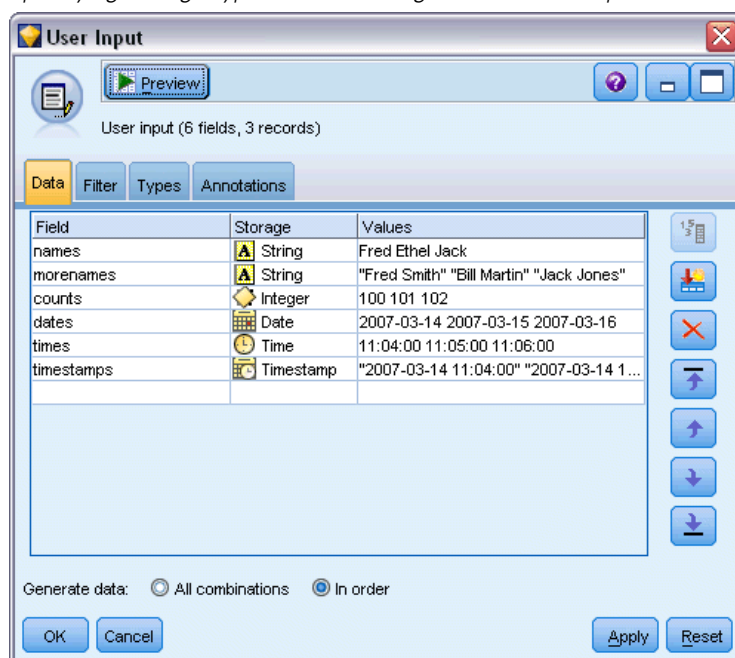 User Input
Preview
User input (6 fields, 3 records)
Data Filter Types Annotations
Field Storage Values
names String Fred Ethel Jack
morenames String "Fred Smith" "Bill Martin" "Jack Jones"
counts Integer 100 101 102
dates Date 2007-03-14 2007-03-15 2007-03-16
times Time 11:04:00 11:05:00 11:06:00
timestamps Timestamp "2007-03-14 11:04:00" "2007-03-14 1...
Generate data: All combinations In order
OK Cancel Apply Reset